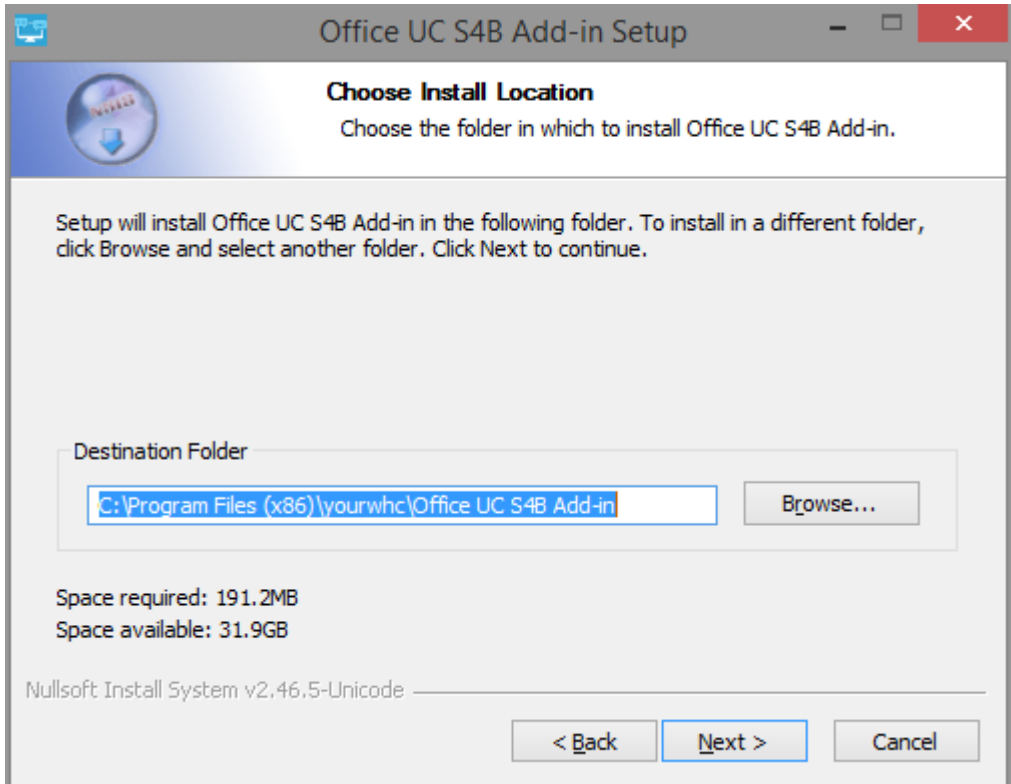 Office UC S4B Add-in Setup
NSIS
Choose Install Location
Choose the folder in which to install Office UC S4B Add-in.
Setup will install Office UC S4B Add-in in the following folder. To install in a different folder,
click Browse and select another folder. Click Next to continue.
Destination Folder
C:\Program Files (x86)\yourwhc\Office UC S4B Add-in
Browse...
Space required: 191.2MB
Space available: 31.9GB
Nullsoft Install System v2.46.5-Unicode
< Back Next > Cancel